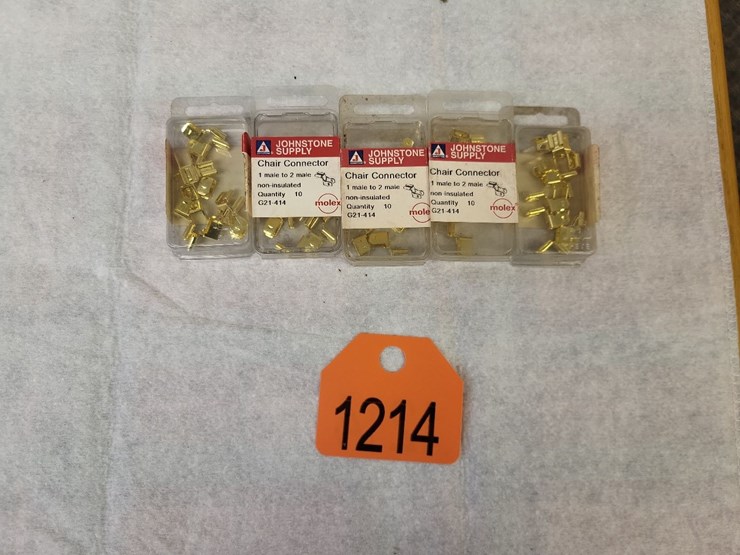 JOHNSTONE
SUPPLY
Chair Connector
1 male to 2 male
non-insulated
Quantity 10
G21-414
molex
JOHNSTONE
SUPPLY
Chair Connector
1 male to 2 male
non-insulated
Quantity 10
G21-414
mole
JOHNSTONE
SUPPLY
Chair Connector
1 male to 2 male
non-insulated
Quantity 10
G21-414
molex
1214